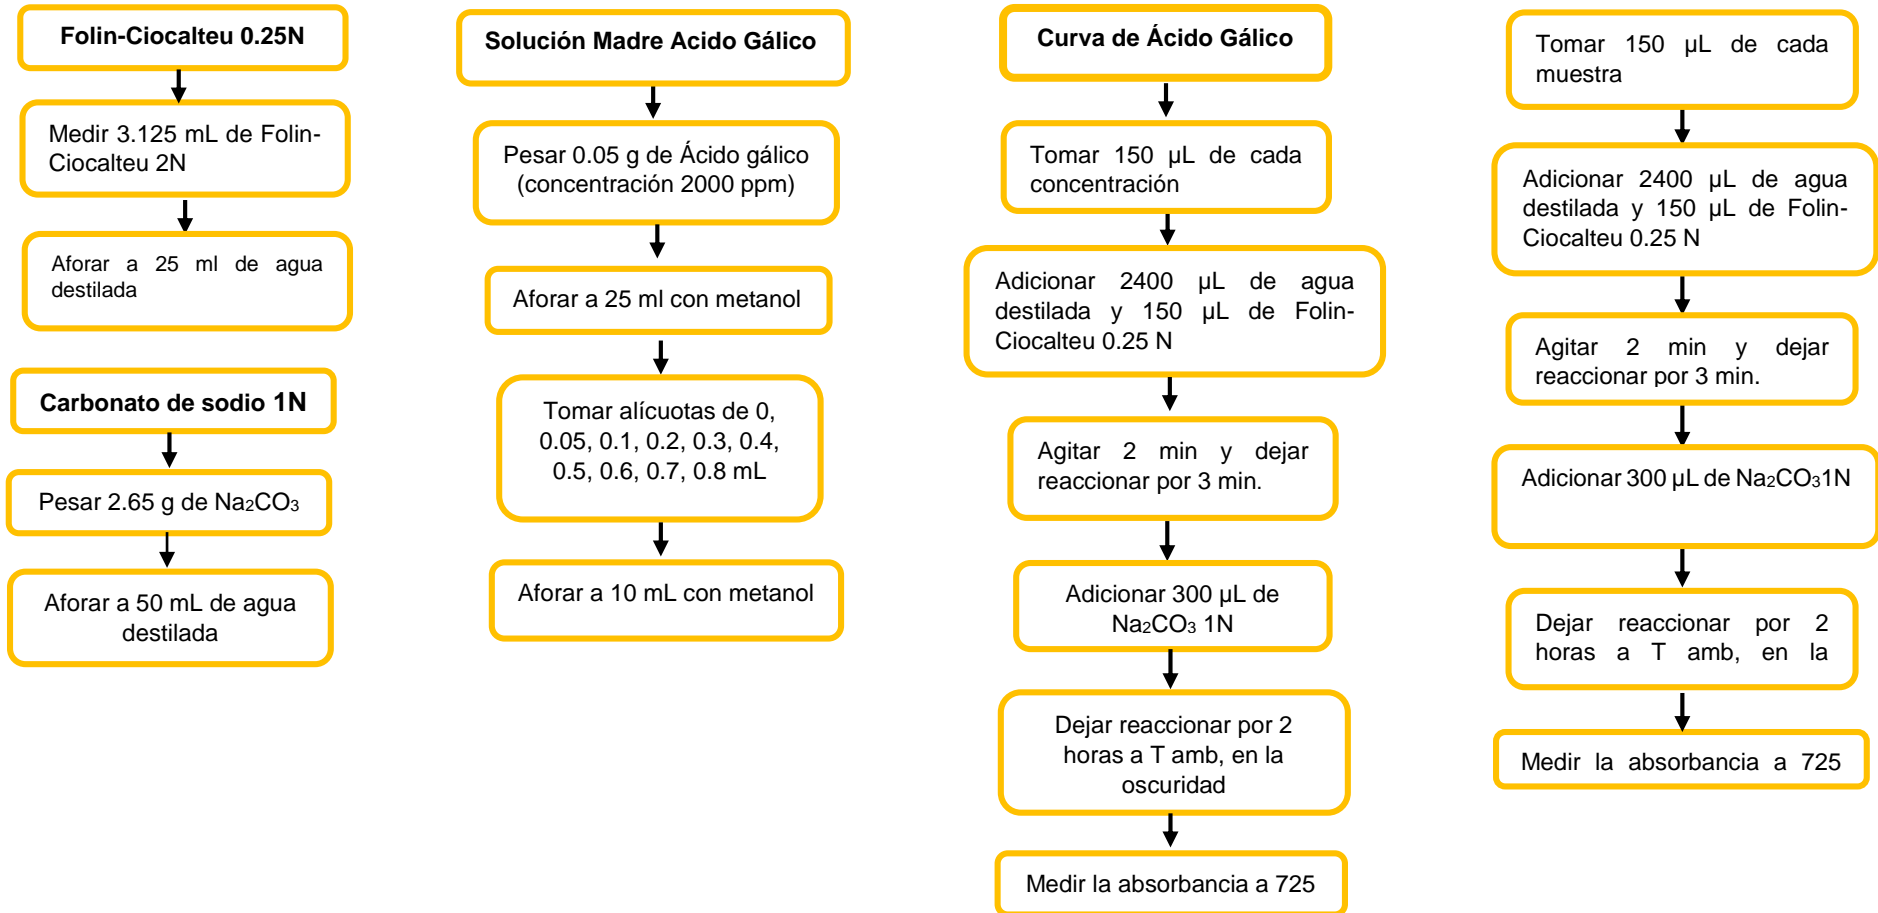 Folin-Ciocalteu 0.25N
Medir 3.125 mL de Folin-
Ciocalteu 2N
Aforar a 25 ml de agua
destilada
Carbonato de sodio 1N
Pesar 2.65 g de Na₂CO₃
Aforar a 50 mL de agua
destilada
Solución Madre Acido Gálico
Pesar 0.05 g de Ácido gálico
(concentración 2000 ppm)
Aforar a 25 ml con metanol
Tomar alícuotas de 0,
0.05, 0.1, 0.2, 0.3, 0.4,
0.5, 0.6, 0.7, 0.8 mL
Aforar a 10 mL con metanol
Curva de Ácido Gálico
Tomar 150 µL de cada
concentración
Adicionar 2400 µL de agua
destilada y 150 µL de Folin-
Ciocalteu 0.25 N
Agitar 2 min y dejar
reaccionar por 3 min.
Adicionar 300 µL de
Na₂CO₃ 1N
Dejar reaccionar por 2
horas a T amb, en la
oscuridad
Medir la absorbancia a 725
Tomar 150 µL de cada
muestra
Adicionar 2400 µL de agua
destilada y 150 µL de Folin-
Ciocalteu 0.25 N
Agitar 2 min y dejar
reaccionar por 3 min.
Adicionar 300 µL de Na₂CO₃1N
Dejar reaccionar por 2
horas a T amb, en la
Medir la absorbancia a 725